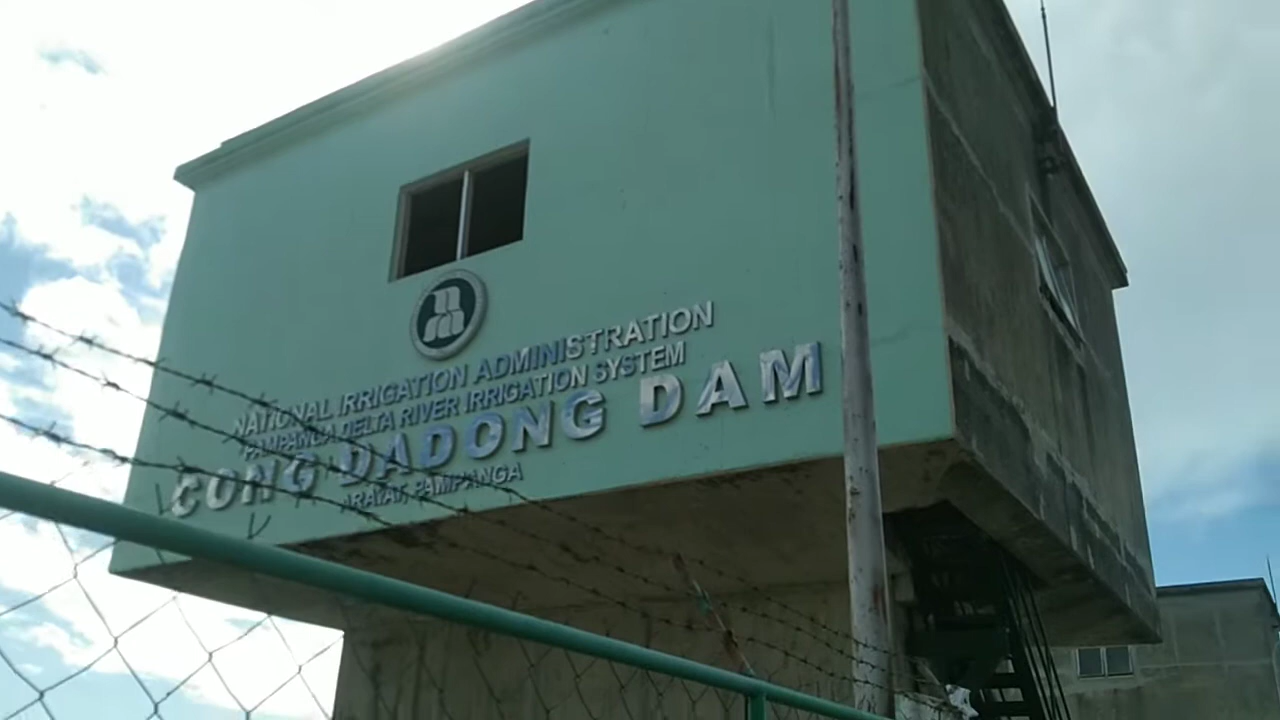 NATIONAL IRRIGATION ADMINISTRATION
PAMPANGA DELTA RIVER IRRIGATION SYSTEM
CONG DADONG DAM
ARAYAT, PAMPANGA